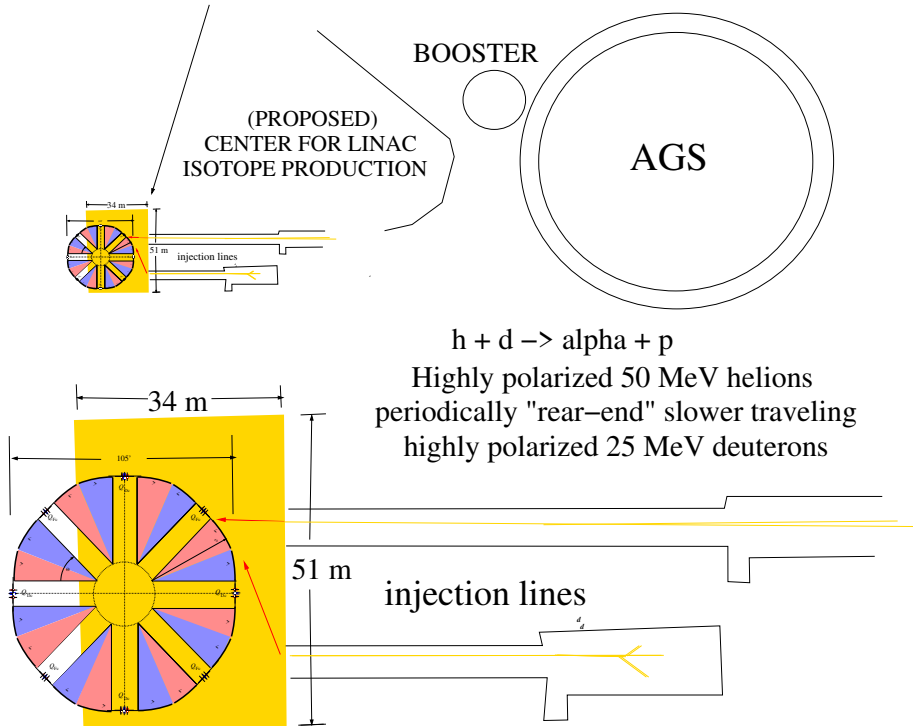 BOOSTER
(PROPOSED)
CENTER FOR LINAC
ISOTOPE PRODUCTION
AGS
34 m
51 m
injection lines
h + d −> alpha + p
Highly polarized 50 MeV helions
periodically "rear−end" slower traveling
highly polarized 25 MeV deuterons
34 m
105'
51 m
injection lines
d
d